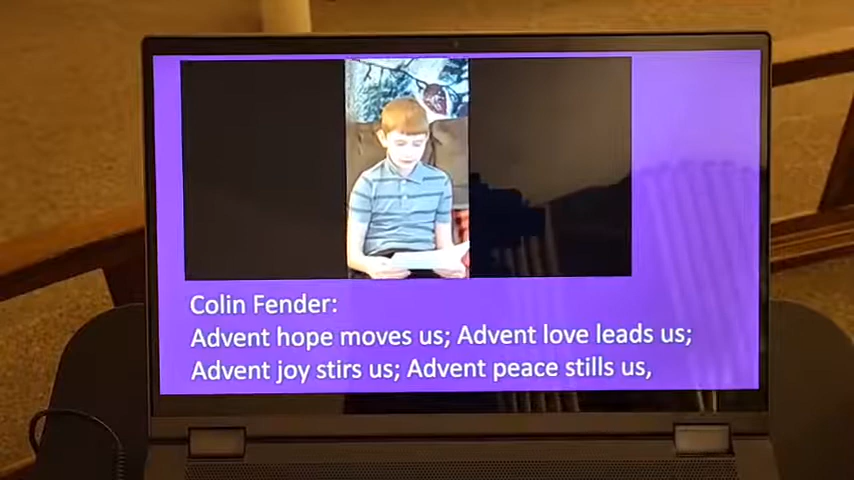 Colin Fender:
Advent hope moves us; Advent love leads us;
Advent joy stirs us; Advent peace stills us,